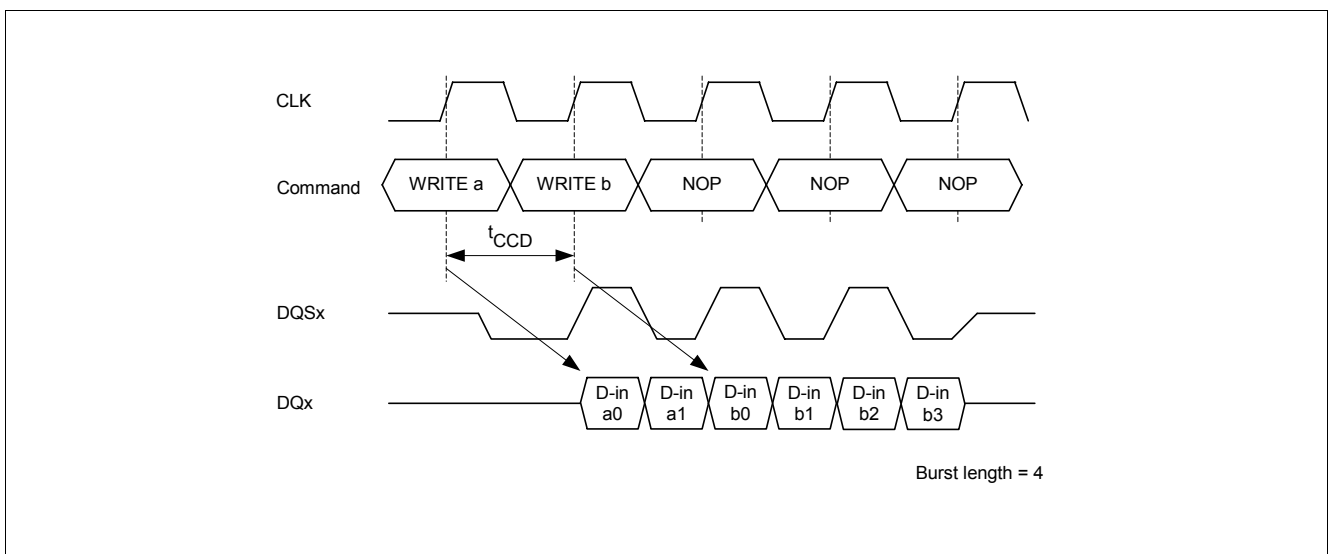 CLK
Command WRITE a WRITE b NOP NOP NOP
tCCD
DQSx
DQx D-in a0 D-in a1 D-in b0 D-in b1 D-in b2 D-in b3
Burst length = 4